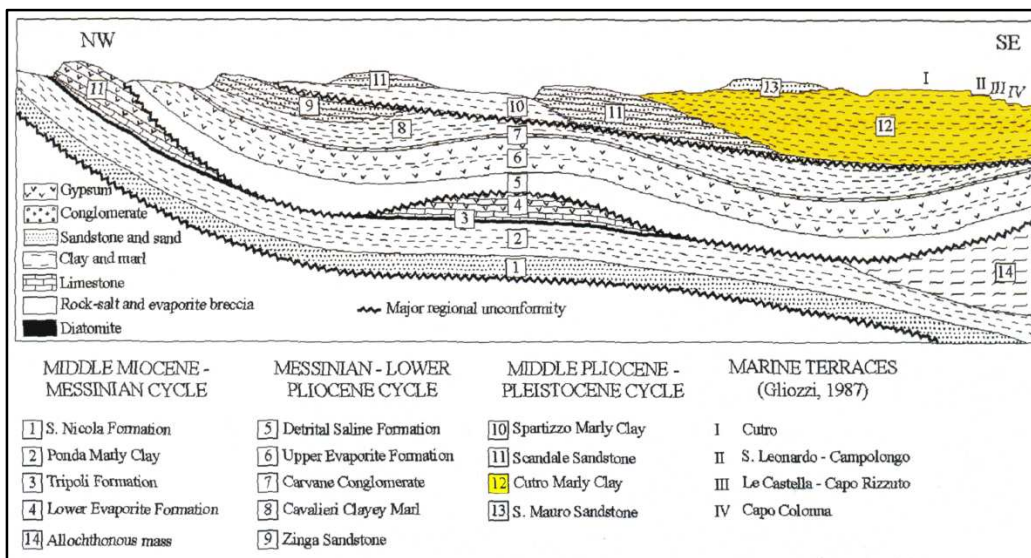 NW
SE
11
11
13
I
II
III
IV
9
10
11
12
8
7
6
5
4
3
2
1
14
Gypsum
Conglomerate
Sandstone and sand
Clay and marl
Limestone
Rock-salt and evaporite breccia
Diatomite
Major regional unconformity
MIDDLE MIOCENE -
MESSINIAN CYCLE
1 S. Nicola Formation
2 Ponda Marly Clay
3 Tripoli Formation
4 Lower Evaporite Formation
14 Allochthonous mass
MESSINIAN - LOWER
PLIOCENE CYCLE
5 Detrital Saline Formation
6 Upper Evaporite Formation
7 Carvane Conglomerate
8 Cavalieri Clayey Marl
9 Zinga Sandstone
MIDDLE PLIOCENE -
PLEISTOCENE CYCLE
10 Spartizzo Marly Clay
11 Scandale Sandstone
12 Cutro Marly Clay
13 S. Mauro Sandstone
MARINE TERRACES
(Gliozzi, 1987)
I Cutro
II S. Leonardo - Campolongo
III Le Castella - Capo Rizzuto
IV Capo Colonna